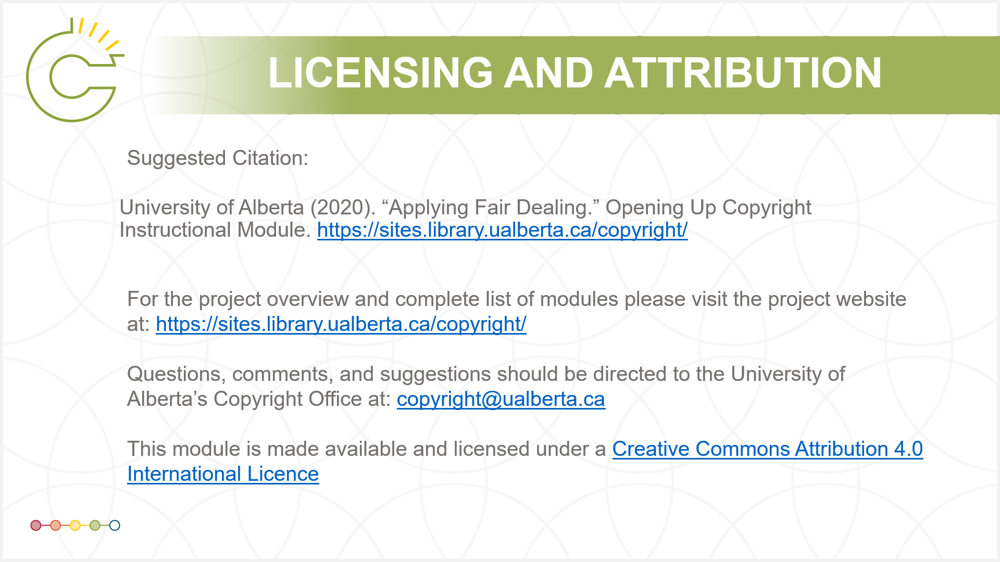 LICENSING AND ATTRIBUTION
Suggested Citation:
University of Alberta (2020). “Applying Fair Dealing.” Opening Up Copyright
Instructional Module. https://sites.library.ualberta.ca/copyright/
For the project overview and complete list of modules please visit the project website
at: https://sites.library.ualberta.ca/copyright/
Questions, comments, and suggestions should be directed to the University of
Alberta’s Copyright Office at: copyright@ualberta.ca
This module is made available and licensed under a Creative Commons Attribution 4.0
International Licence